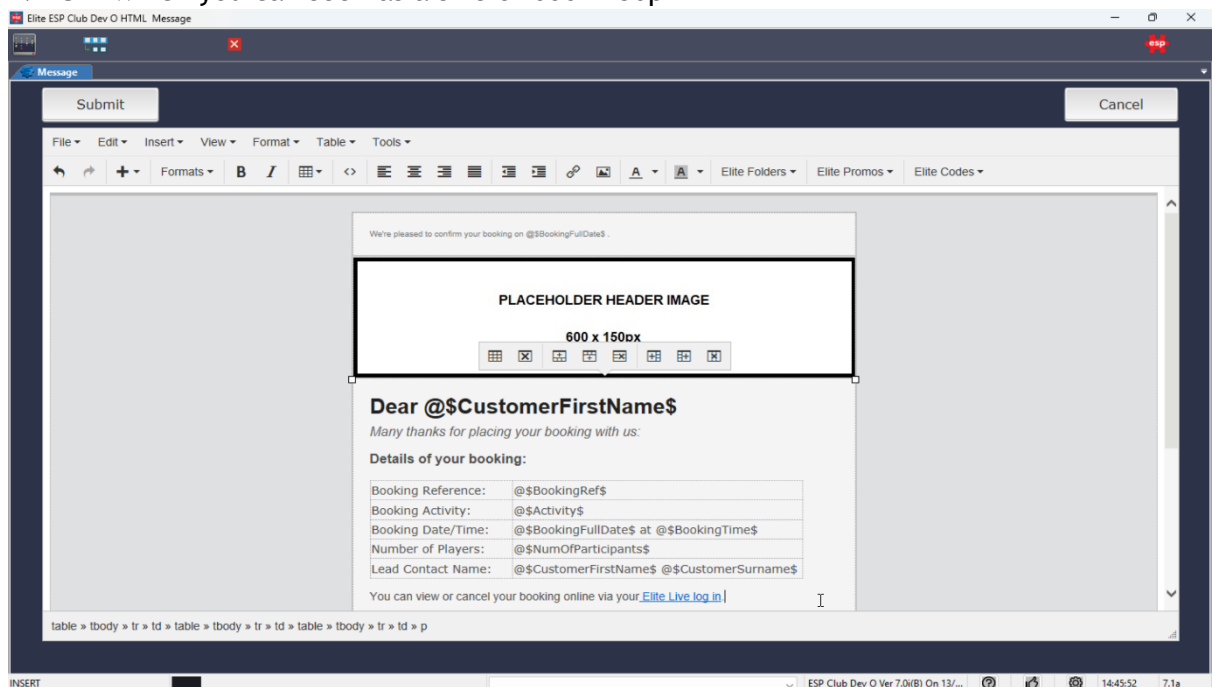 Elite ESP Club Dev O HTML Message
esp
Message
Submit
Cancel
File Edit Insert View Format Table Tools
Formats B I A A Elite Folders Elite Promos Elite Codes
We're pleased to confirm your booking on @$BookingFullDate$ .
PLACEHOLDER HEADER IMAGE
600 x 150px
Dear @$CustomerFirstName$
Many thanks for placing your booking with us:
Details of your booking:
Booking Reference: @$BookingRef$
Booking Activity: @$Activity$
Booking Date/Time: @$BookingFullDate$ at @$BookingTime$
Number of Players: @$NumOfParticipants$
Lead Contact Name: @$CustomerFirstName$ @$CustomerSurname$
You can view or cancel your booking online via your Elite Live log in.
table » tbody » tr » td » table » tbody » tr » td » table » tbody » tr » td » p
INSERT ESP Club Dev O Ver 7.0i(B) On 13/... 14:45:52 7.1a